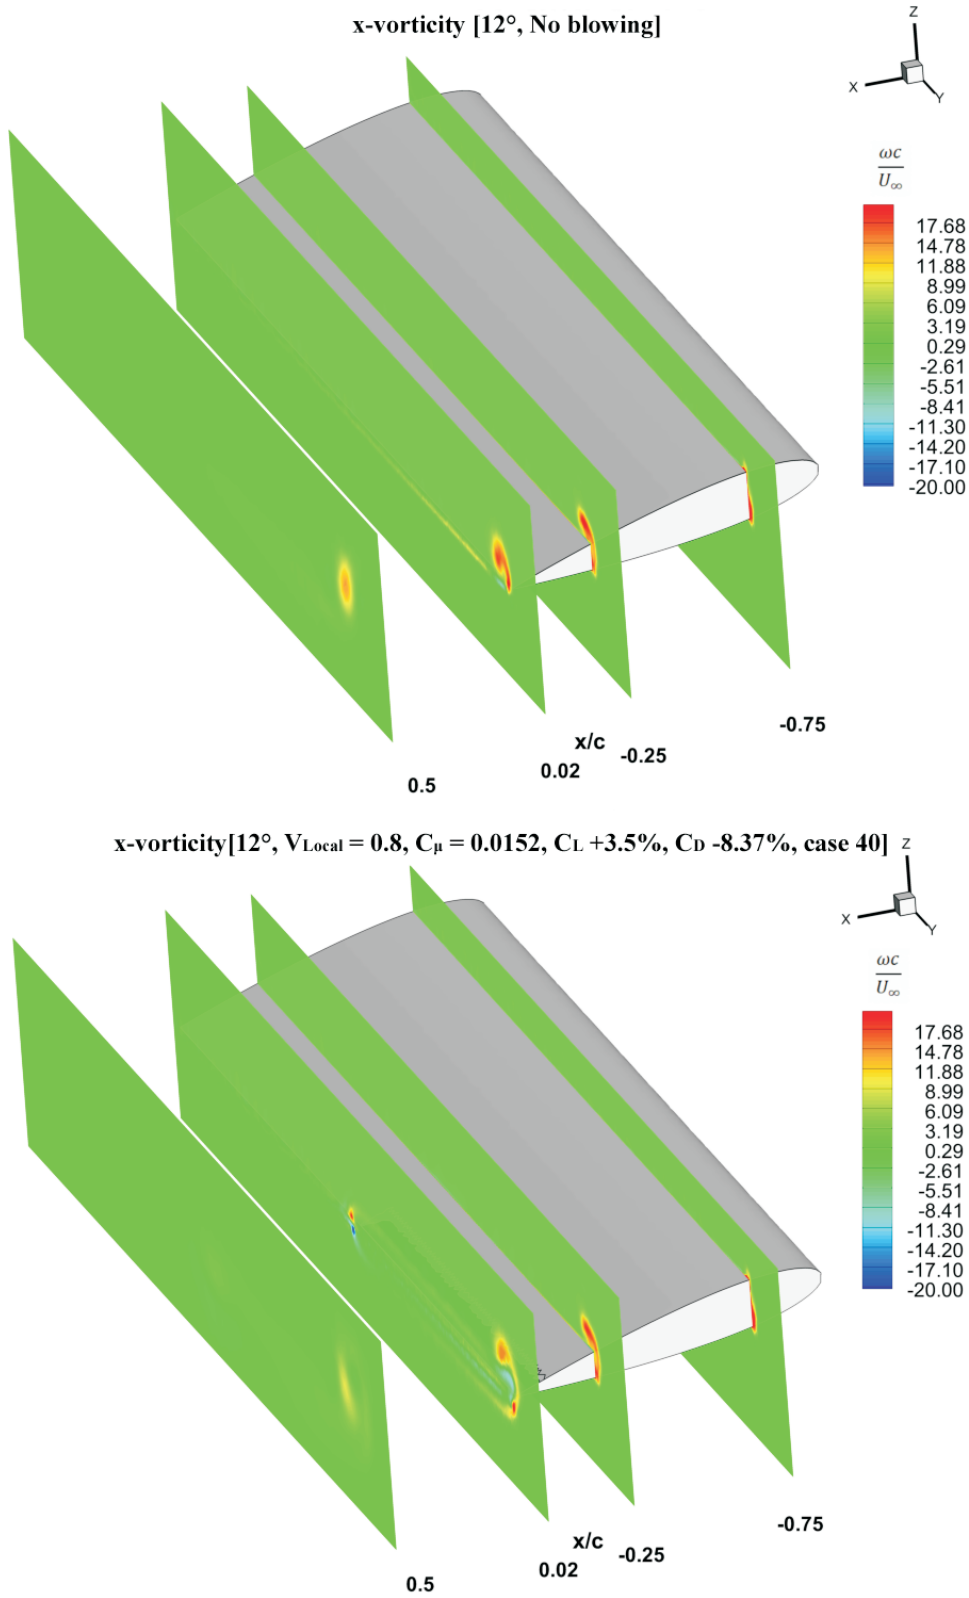 x-vorticity [12°, No blowing]
Z
X
Y
ωc
U∞
17.68
14.78
11.88
8.99
6.09
3.19
0.29
-2.61
-5.51
-8.41
-11.30
-14.20
-17.10
-20.00
-0.75
x/c
-0.25
0.02
0.5
x-vorticity[12°, VLocal = 0.8, Cμ = 0.0152, CL +3.5%, CD -8.37%, case 40]
Z
X
Y
ωc
U∞
17.68
14.78
11.88
8.99
6.09
3.19
0.29
-2.61
-5.51
-8.41
-11.30
-14.20
-17.10
-20.00
-0.75
x/c
-0.25
0.02
0.5